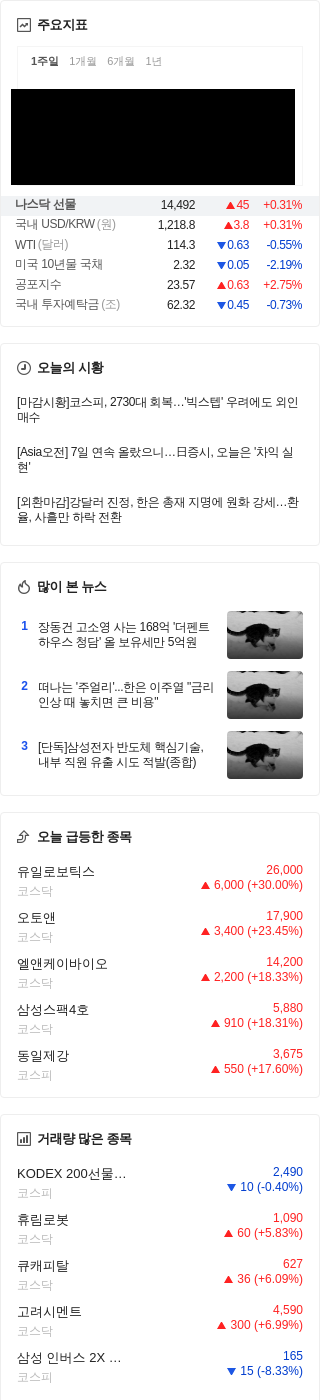 주요지표
1주일 1개월 6개월 1년
나스닥 선물 14,492 ▲45 +0.31%
국내 USD/KRW (원) 1,218.8 ▲3.8 +0.31%
WTI (달러) 114.3 ▼0.63 -0.55%
미국 10년물 국채 2.32 ▼0.05 -2.19%
공포지수 23.57 ▲0.63 +2.75%
국내 투자예탁금 (조) 62.32 ▼0.45 -0.73%
오늘의 시황
[마감시황]코스피, 2730대 회복…'빅스텝' 우려에도 외인
매수
[Asia오전] 7일 연속 올랐으니…日증시, 오늘은 '차익 실
현'
[외환마감]강달러 진정, 한은 총재 지명에 원화 강세…환
율, 사흘만 하락 전환
많이 본 뉴스
1 장동건 고소영 사는 168억 '더펜트
하우스 청담' 올 보유세만 5억원
2 떠나는 '주열리'...한은 이주열 "금리
인상 때 놓치면 큰 비용"
3 [단독]삼성전자 반도체 핵심기술,
내부 직원 유출 시도 적발(종합)
오늘 급등한 종목
유일로보틱스 26,000
코스닥 ▲ 6,000 (+30.00%)
오토앤 17,900
코스닥 ▲ 3,400 (+23.45%)
엘앤케이바이오 14,200
코스닥 ▲ 2,200 (+18.33%)
삼성스팩4호 5,880
코스닥 ▲ 910 (+18.31%)
동일제강 3,675
코스피 ▲ 550 (+17.60%)
거래량 많은 종목
KODEX 200선물… 2,490
코스피 ▼ 10 (-0.40%)
휴림로봇 1,090
코스닥 ▲ 60 (+5.83%)
큐캐피탈 627
코스닥 ▲ 36 (+6.09%)
고려시멘트 4,590
코스닥 ▲ 300 (+6.99%)
삼성 인버스 2X … 165
코스피 ▼ 15 (-8.33%)